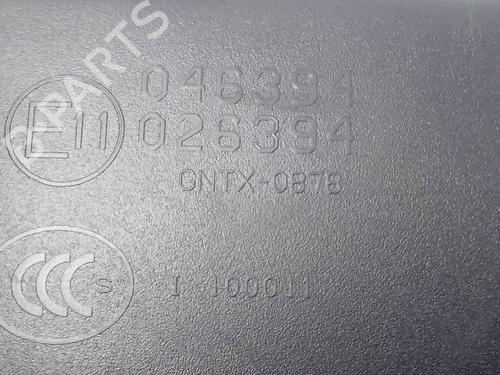 B-PARTS
046394
E11 026394
GNTX-0878
CCC S I 100011